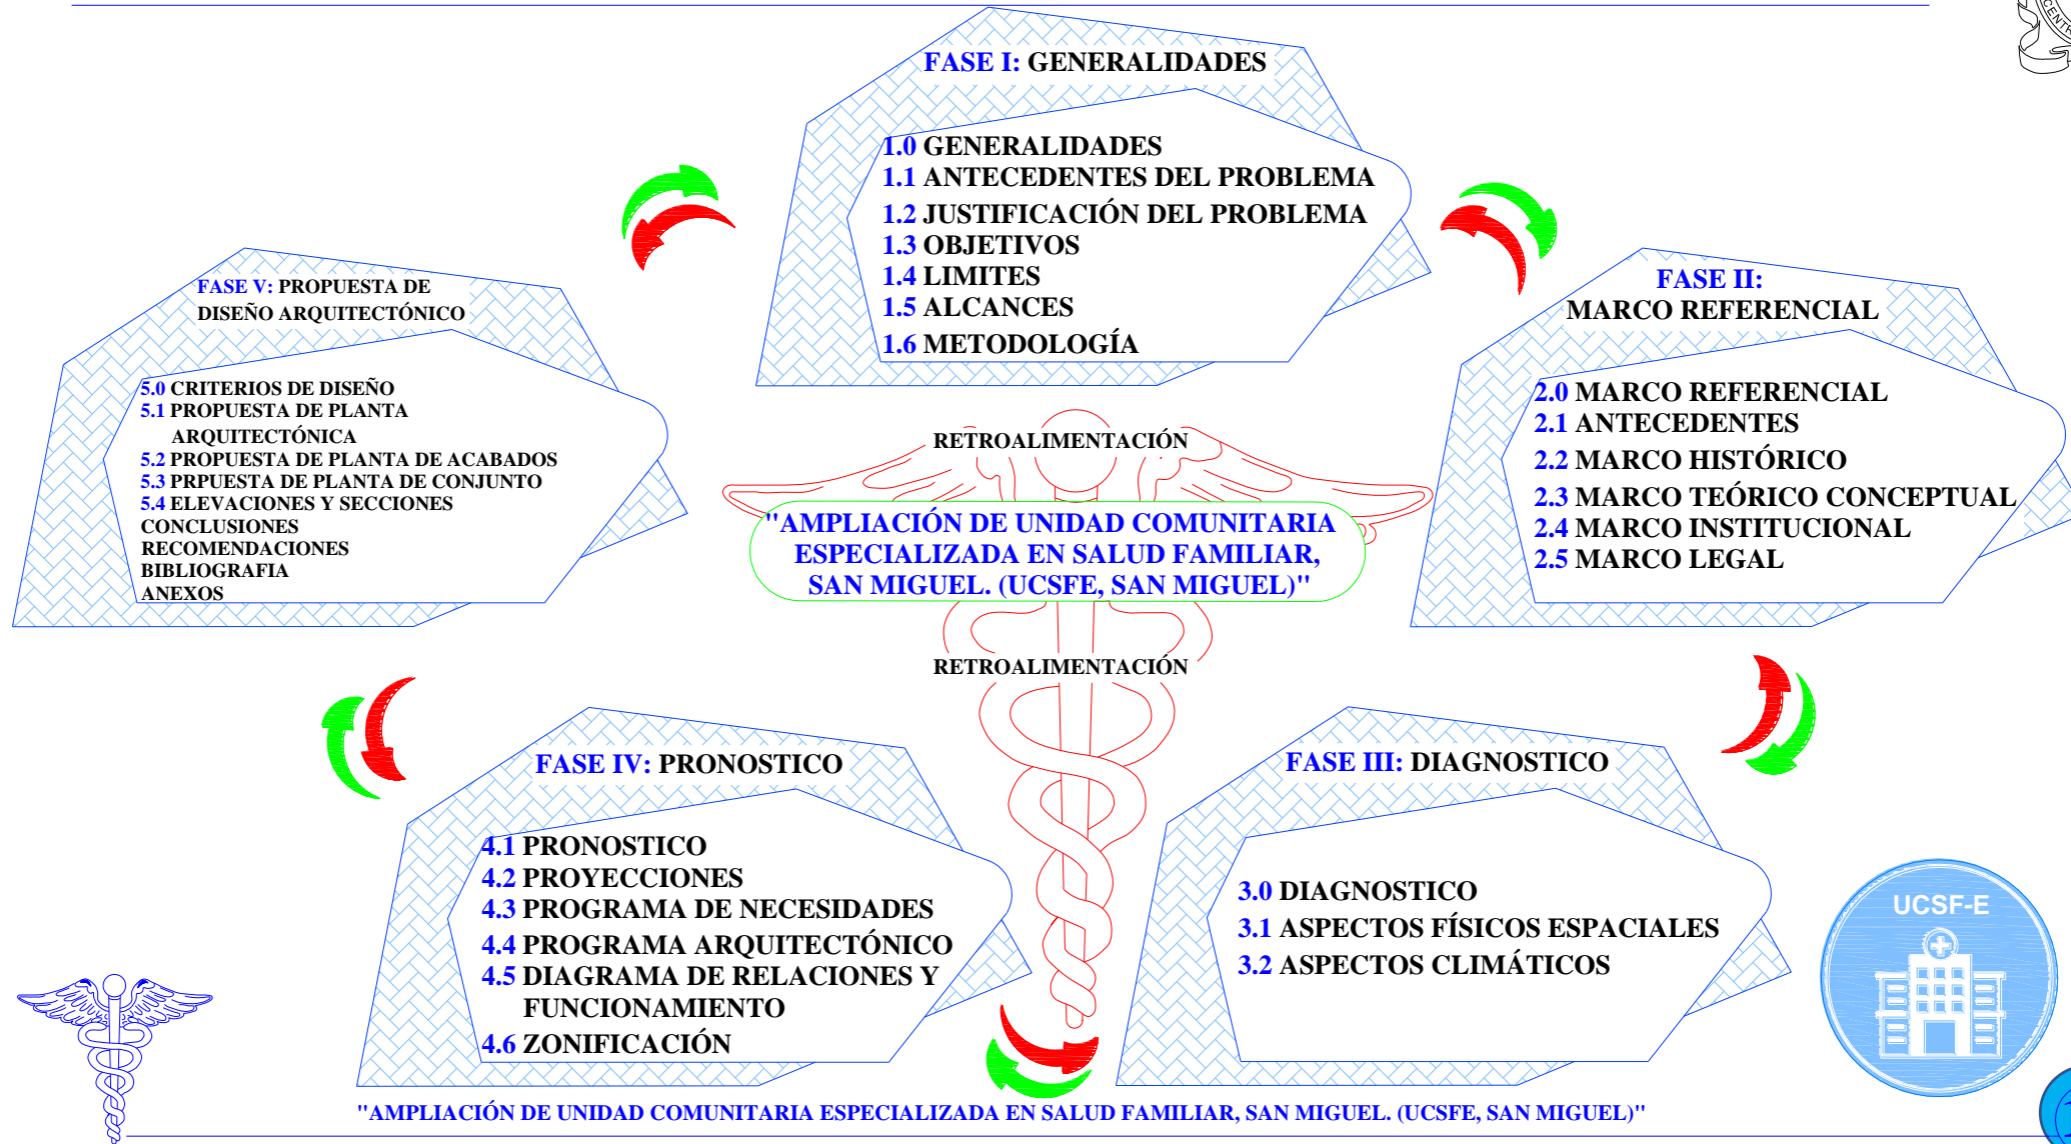 FASE I: GENERALIDADES
1.0 GENERALIDADES
1.1 ANTECEDENTES DEL PROBLEMA
1.2 JUSTIFICACIÓN DEL PROBLEMA
1.3 OBJETIVOS
1.4 LIMITES
1.5 ALCANCES
1.6 METODOLOGÍA
FASE V: PROPUESTA DE
DISEÑO ARQUITECTÓNICO
5.0 CRITERIOS DE DISEÑO
5.1 PROPUESTA DE PLANTA
ARQUITECTÓNICA
5.2 PROPUESTA DE PLANTA DE ACABADOS
5.3 PRPUESTA DE PLANTA DE CONJUNTO
5.4 ELEVACIONES Y SECCIONES
CONCLUSIONES
RECOMENDACIONES
BIBLIOGRAFIA
ANEXOS
FASE II:
MARCO REFERENCIAL
2.0 MARCO REFERENCIAL
2.1 ANTECEDENTES
2.2 MARCO HISTÓRICO
2.3 MARCO TEÓRICO CONCEPTUAL
2.4 MARCO INSTITUCIONAL
2.5 MARCO LEGAL
RETROALIMENTACIÓN
"AMPLIACIÓN DE UNIDAD COMUNITARIA
ESPECIALIZADA EN SALUD FAMILIAR,
SAN MIGUEL. (UCSFE, SAN MIGUEL)"
RETROALIMENTACIÓN
FASE IV: PRONOSTICO
4.1 PRONOSTICO
4.2 PROYECCIONES
4.3 PROGRAMA DE NECESIDADES
4.4 PROGRAMA ARQUITECTÓNICO
4.5 DIAGRAMA DE RELACIONES Y
FUNCIONAMIENTO
4.6 ZONIFICACIÓN
FASE III: DIAGNOSTICO
3.0 DIAGNOSTICO
3.1 ASPECTOS FÍSICOS ESPACIALES
3.2 ASPECTOS CLIMÁTICOS
UCSF-E
"AMPLIACIÓN DE UNIDAD COMUNITARIA ESPECIALIZADA EN SALUD FAMILIAR, SAN MIGUEL. (UCSFE, SAN MIGUEL)"